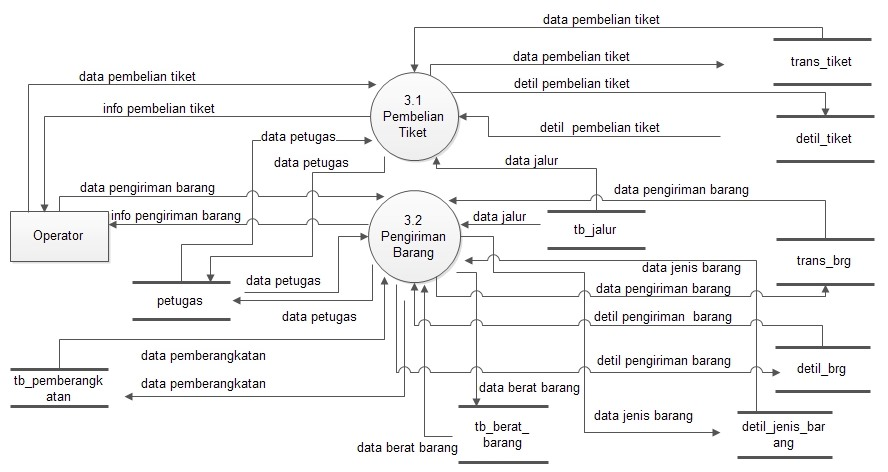 data pembelian tiket
data pembelian tiket
trans_tiket
data pembelian tiket
detil pembelian tiket
3.1
Pembelian
Tiket
info pembelian tiket
detil  pembelian tiket
detil_tiket
data petugas
data petugas
data jalur
data pengiriman barang
data pengiriman barang
info pengiriman barang
3.2
Pengiriman
Barang
data jalur
tb_jalur
Operator
trans_brg
data jenis barang
data petugas
data pengiriman barang
petugas
data petugas
detil pengiriman  barang
data pemberangkatan
detil pengiriman barang
detil_brg
tb_pemberangk
atan
data pemberangkatan
data berat barang
data jenis barang
tb_berat_
barang
detil_jenis_bar
ang
data berat barang